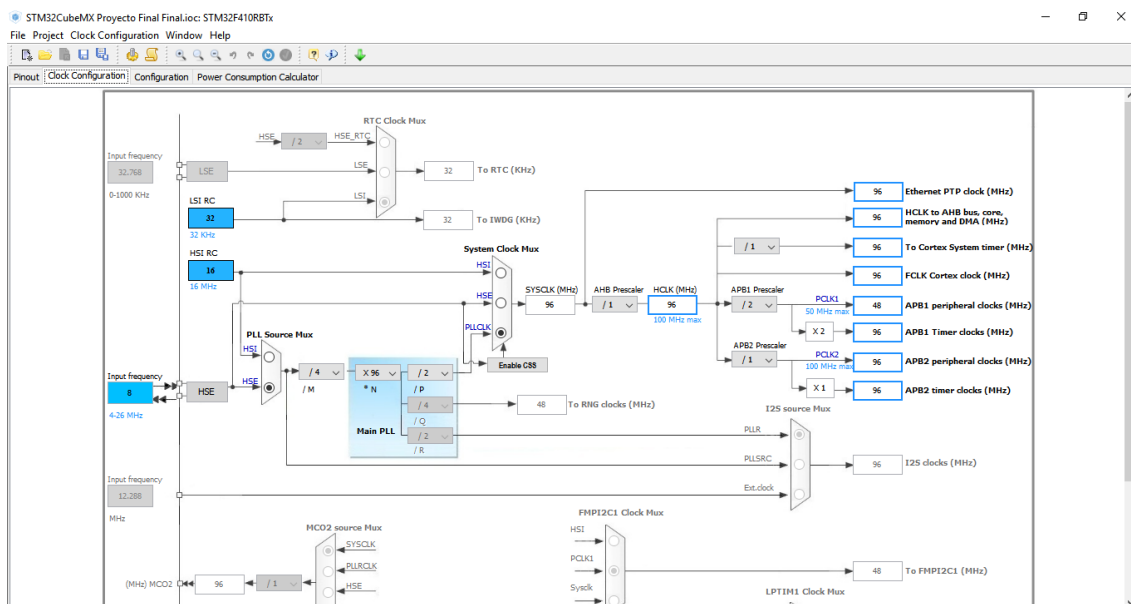 STM32CubeMX Proyecto Final Final.ioc: STM32F410RBTx
File Project Clock Configuration Window Help
Pinout Clock Configuration Configuration Power Consumption Calculator
RTC Clock Mux
HSE / 2 HSE_RTC
Input frequency
32.768 LSE LSE 32 To RTC (KHz)
0-1000 KHz
LSI RC LSI
32 32 To IWDG (KHz)
32 KHz
HSI RC
16
16 MHz
System Clock Mux
HSI
HSE
PLLCLK
Enable CSS
SYSCLK (MHz)
96
AHB Prescaler
/ 1
HCLK (MHz)
96
100 MHz max
96 Ethernet PTP clock (MHz)
96 HCLK to AHB bus, core,
memory and DMA (MHz)
/ 1 96 To Cortex System timer (MHz)
96 FCLK Cortex clock (MHz)
APB1 Prescaler
/ 2 PCLK1 48 APB1 peripheral clocks (MHz)
50 MHz max
X 2 96 APB1 Timer clocks (MHz)
APB2 Prescaler
/ 1 PCLK2 96 APB2 peripheral clocks (MHz)
100 MHz max
X 1 96 APB2 timer clocks (MHz)
PLL Source Mux
HSI
HSE
Input frequency
8 HSE
4-26 MHz
/ 4
/ M
X 96
* N
/ 2
/ P
/ 4
/ Q
/ 2
/ R
Main PLL
48 To RNG clocks (MHz)
I2S source Mux
PLLR
PLLSRC 96 I2S clocks (MHz)
Ext.clock
Input frequency
12.288
MHz
MCO2 source Mux
SYSCLK
PLLRCLK
HSE
(MHz) MCO2 96 / 1
FMPI2C1 Clock Mux
HSI
PCLK1
Sysclk
48 To FMPI2C1 (MHz)
LPTIM1 Clock Mux